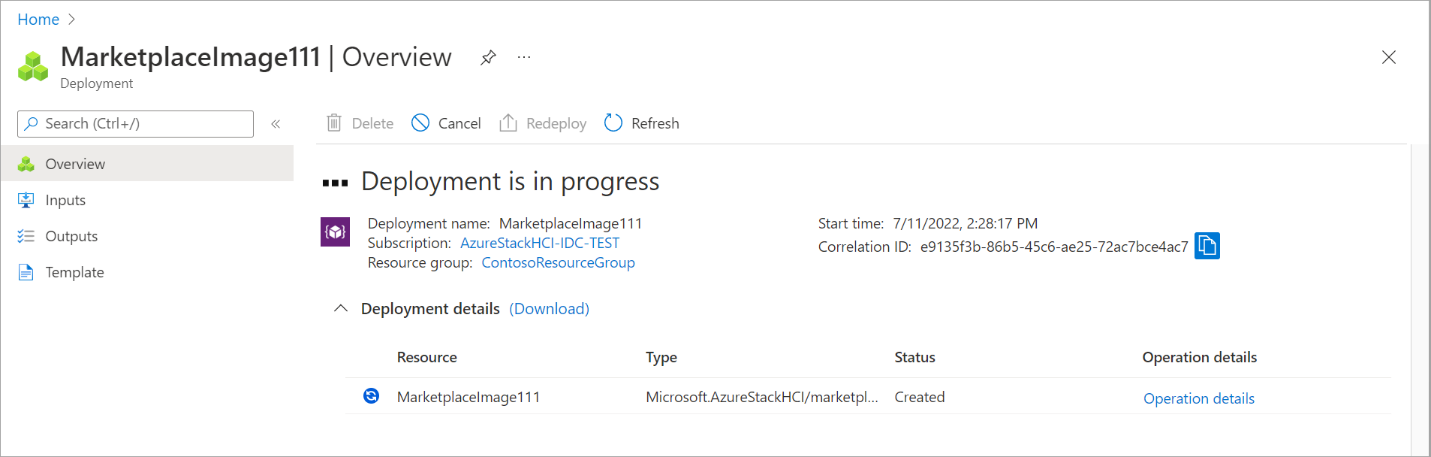 Home >
MarketplaceImage111 | Overview ...
Deployment
Search (Ctrl+/) «
Overview
Inputs
Outputs
Template
Delete Cancel Redeploy Refresh
Deployment is in progress
Deployment name: MarketplaceImage111
Subscription: AzureStackHCI-IDC-TEST
Resource group: ContosoResourceGroup
Start time: 7/11/2022, 2:28:17 PM
Correlation ID: e9135f3b-86b5-45c6-ae25-72ac7bce4ac7
Deployment details (Download)
Resource Type Status Operation details
MarketplaceImage111 Microsoft.AzureStackHCI/marketpl... Created Operation details